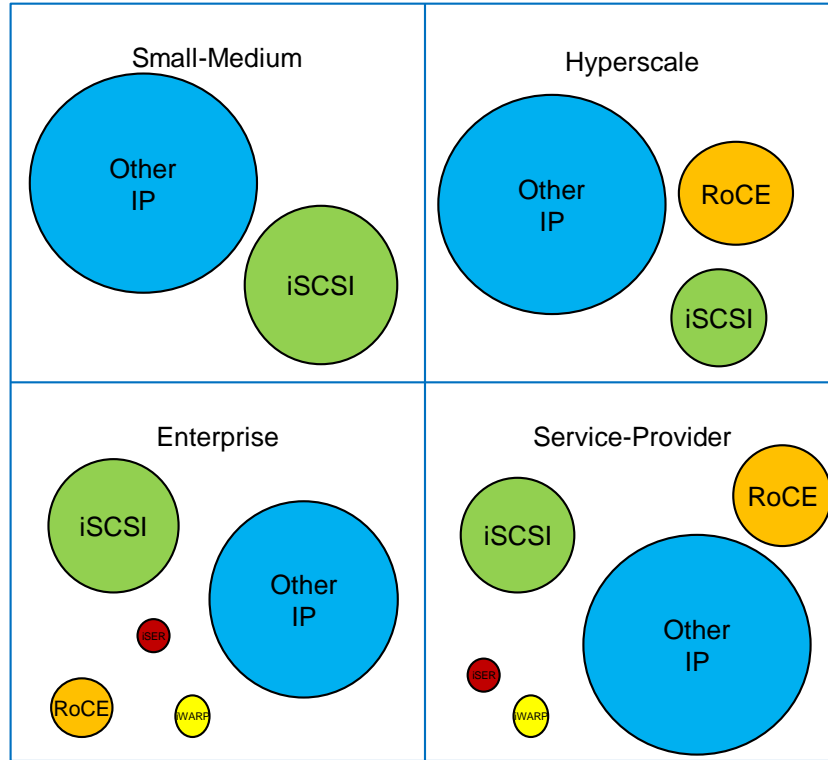 Small-Medium
Other
IP
iSCSI
Hyperscale
Other
IP
RoCE
iSCSI
Enterprise
iSCSI
Other
IP
iSER
RoCE
iWARP
Service-Provider
RoCE
iSCSI
Other
IP
iSER
iWARP